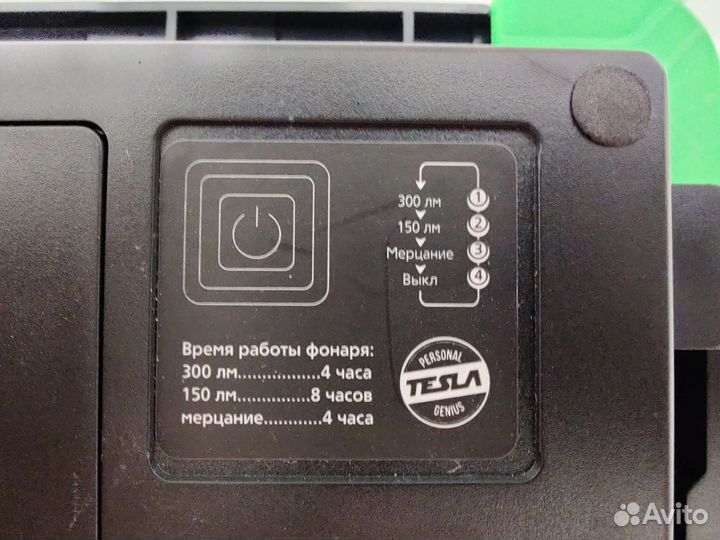 300 лм 1
150 лм 2
Мерцание 3
Выкл 4
Время работы фонаря:
300 лм................4 часа
150 лм..............8 часов
мерцание............4 часа
PERSONAL
TESLA
GENIUS
Avito